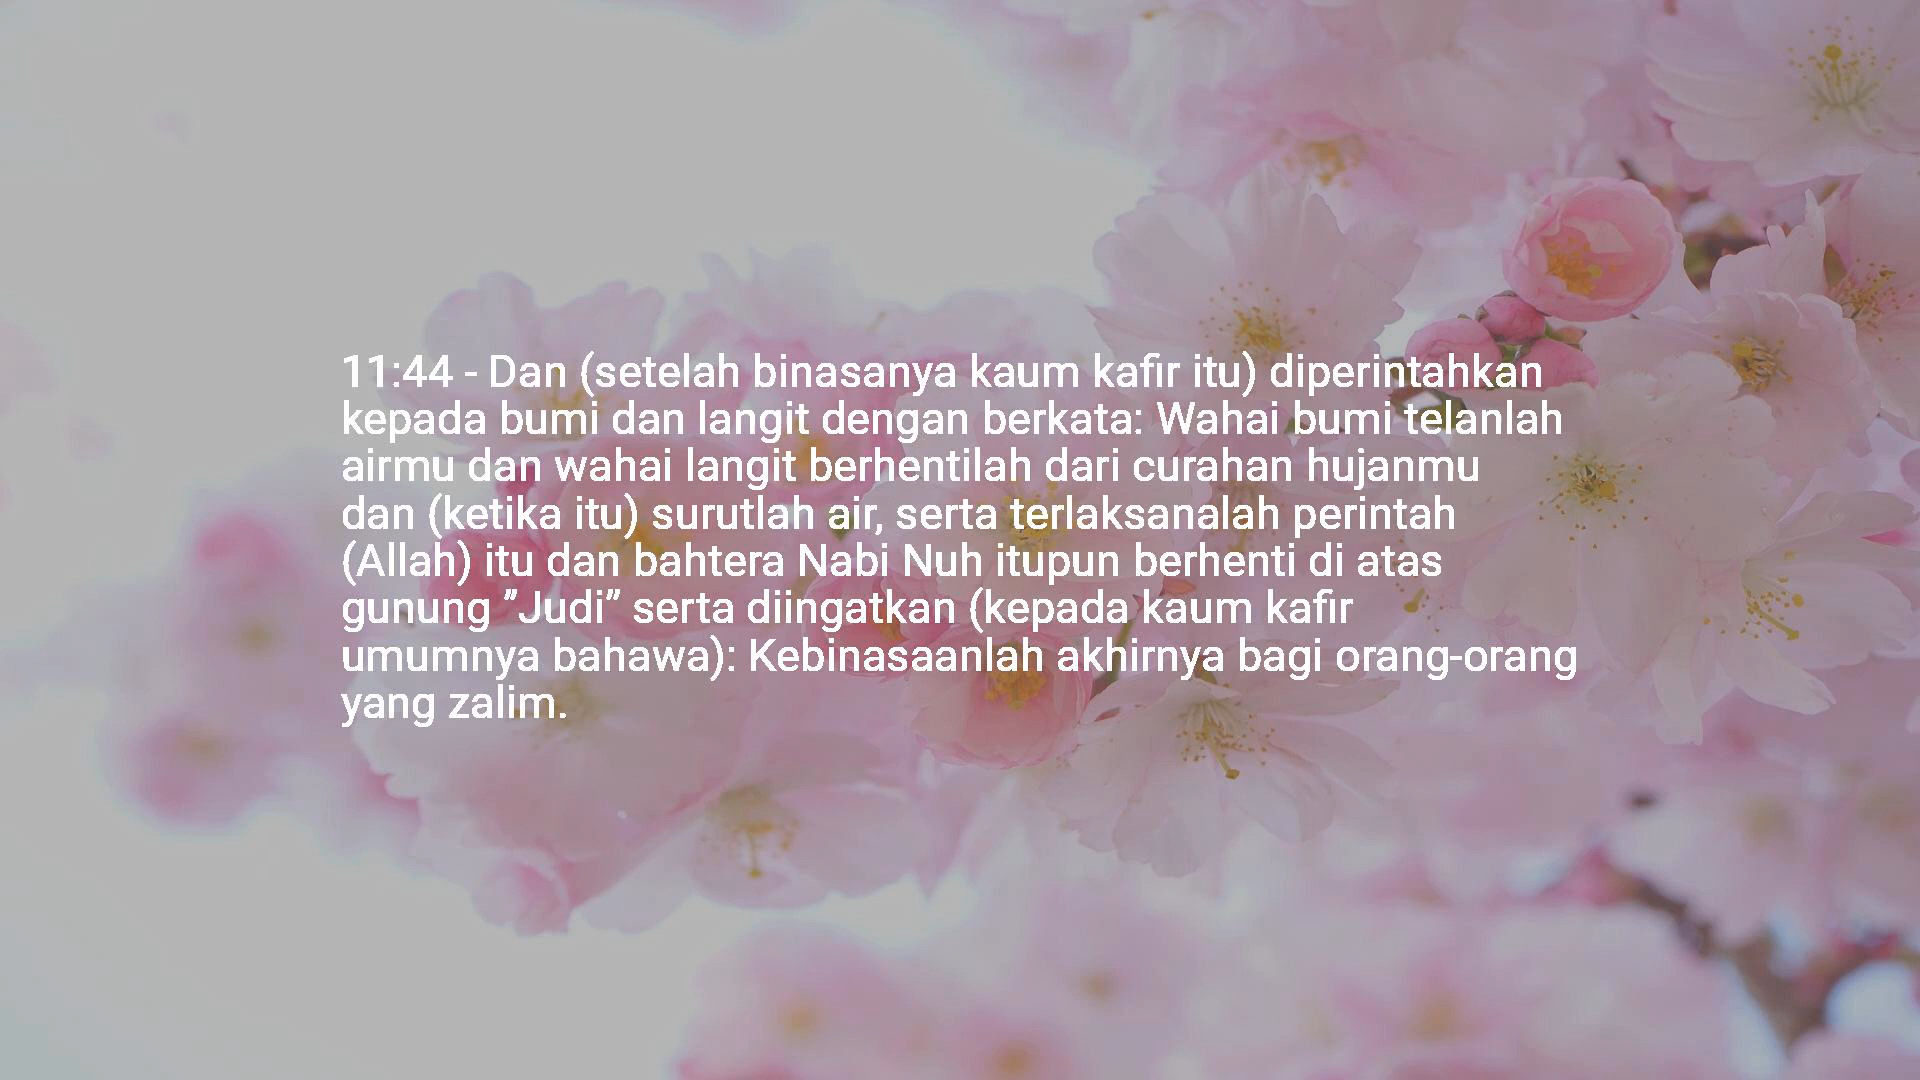 11:44 - Dan (setelah binasanya kaum kafir itu) diperintahkan
kepada bumi dan langit dengan berkata: Wahai bumi telanlah
airmu dan wahai langit berhentilah dari curahan hujanmu
dan (ketika itu) surutlah air, serta terlaksanalah perintah
(Allah) itu dan bahtera Nabi Nuh itupun berhenti di atas
gunung ”Judi” serta diingatkan (kepada kaum kafir
umumnya bahawa): Kebinasaanlah akhirnya bagi orang-orang
yang zalim.